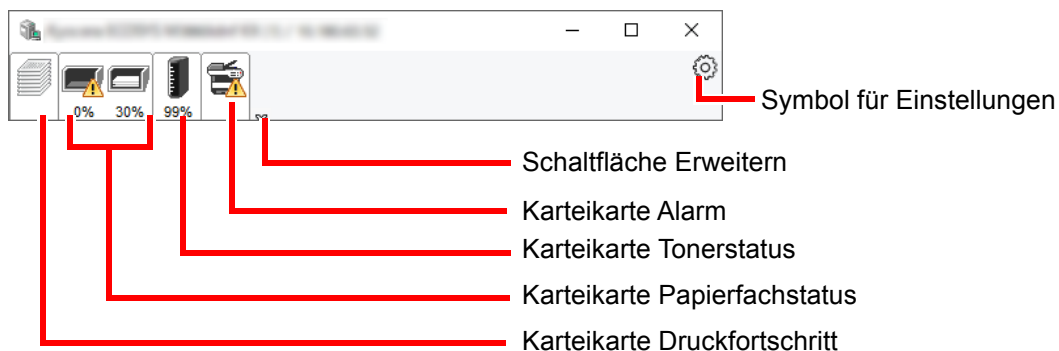 0% 30% 99%
Symbol für Einstellungen
Schaltfläche Erweitern
Karteikarte Alarm
Karteikarte Tonerstatus
Karteikarte Papierfachstatus
Karteikarte Druckfortschritt